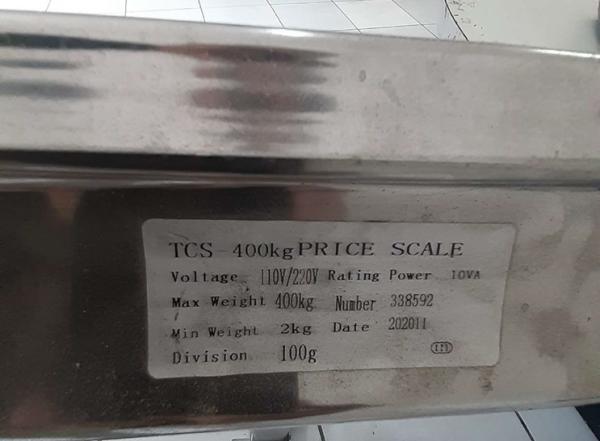 TCS-400kg PRICE SCALE
Voltage 110V/220V Rating Power 10VA
Max Weight 400kg Number 338592
Min Weight 2kg Date 202011
Division 100g